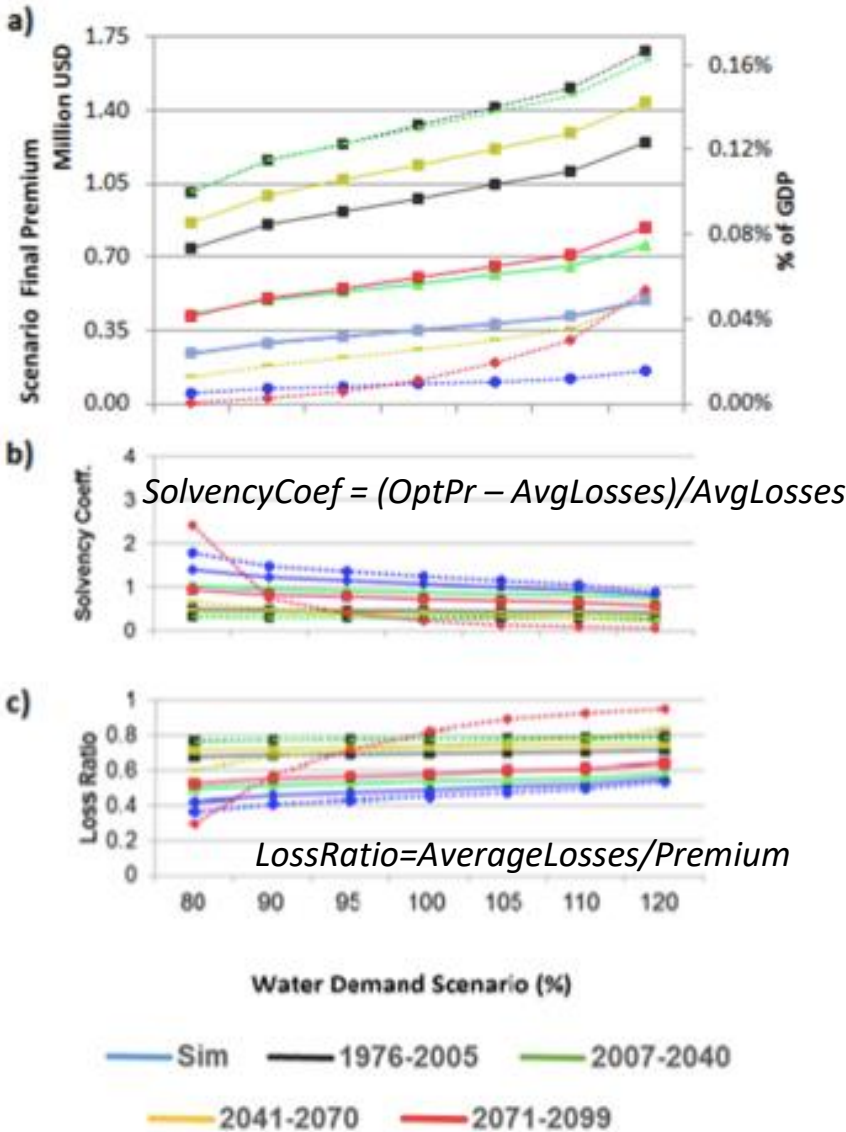 a)
Scenario Final Premium
Million USD
1.75
1.40
1.05
0.70
0.35
0.00
0.16%
0.12%
0.08%
0.04%
0.00%
% of GDP
b)
Solvency Coeff.
4
3
2
1
0
SolvencyCoef = (OptPr – AvgLosses)/AvgLosses
c)
Loss Ratio
1
0.8
0.6
0.4
0.2
0
LossRatio=AverageLosses/Premium
80 90 95 100 105 110 120
Water Demand Scenario (%)
Sim 1976-2005 2007-2040
2041-2070 2071-2099